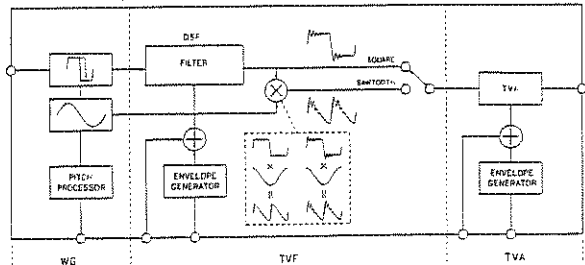 DSF
FILTER
SQUARE
SAWTOOTH
TVA
PITCH
PROCESSOR
ENVELOPE
GENERATOR
ENVELOPE
GENERATOR
WG
TVF
TVA